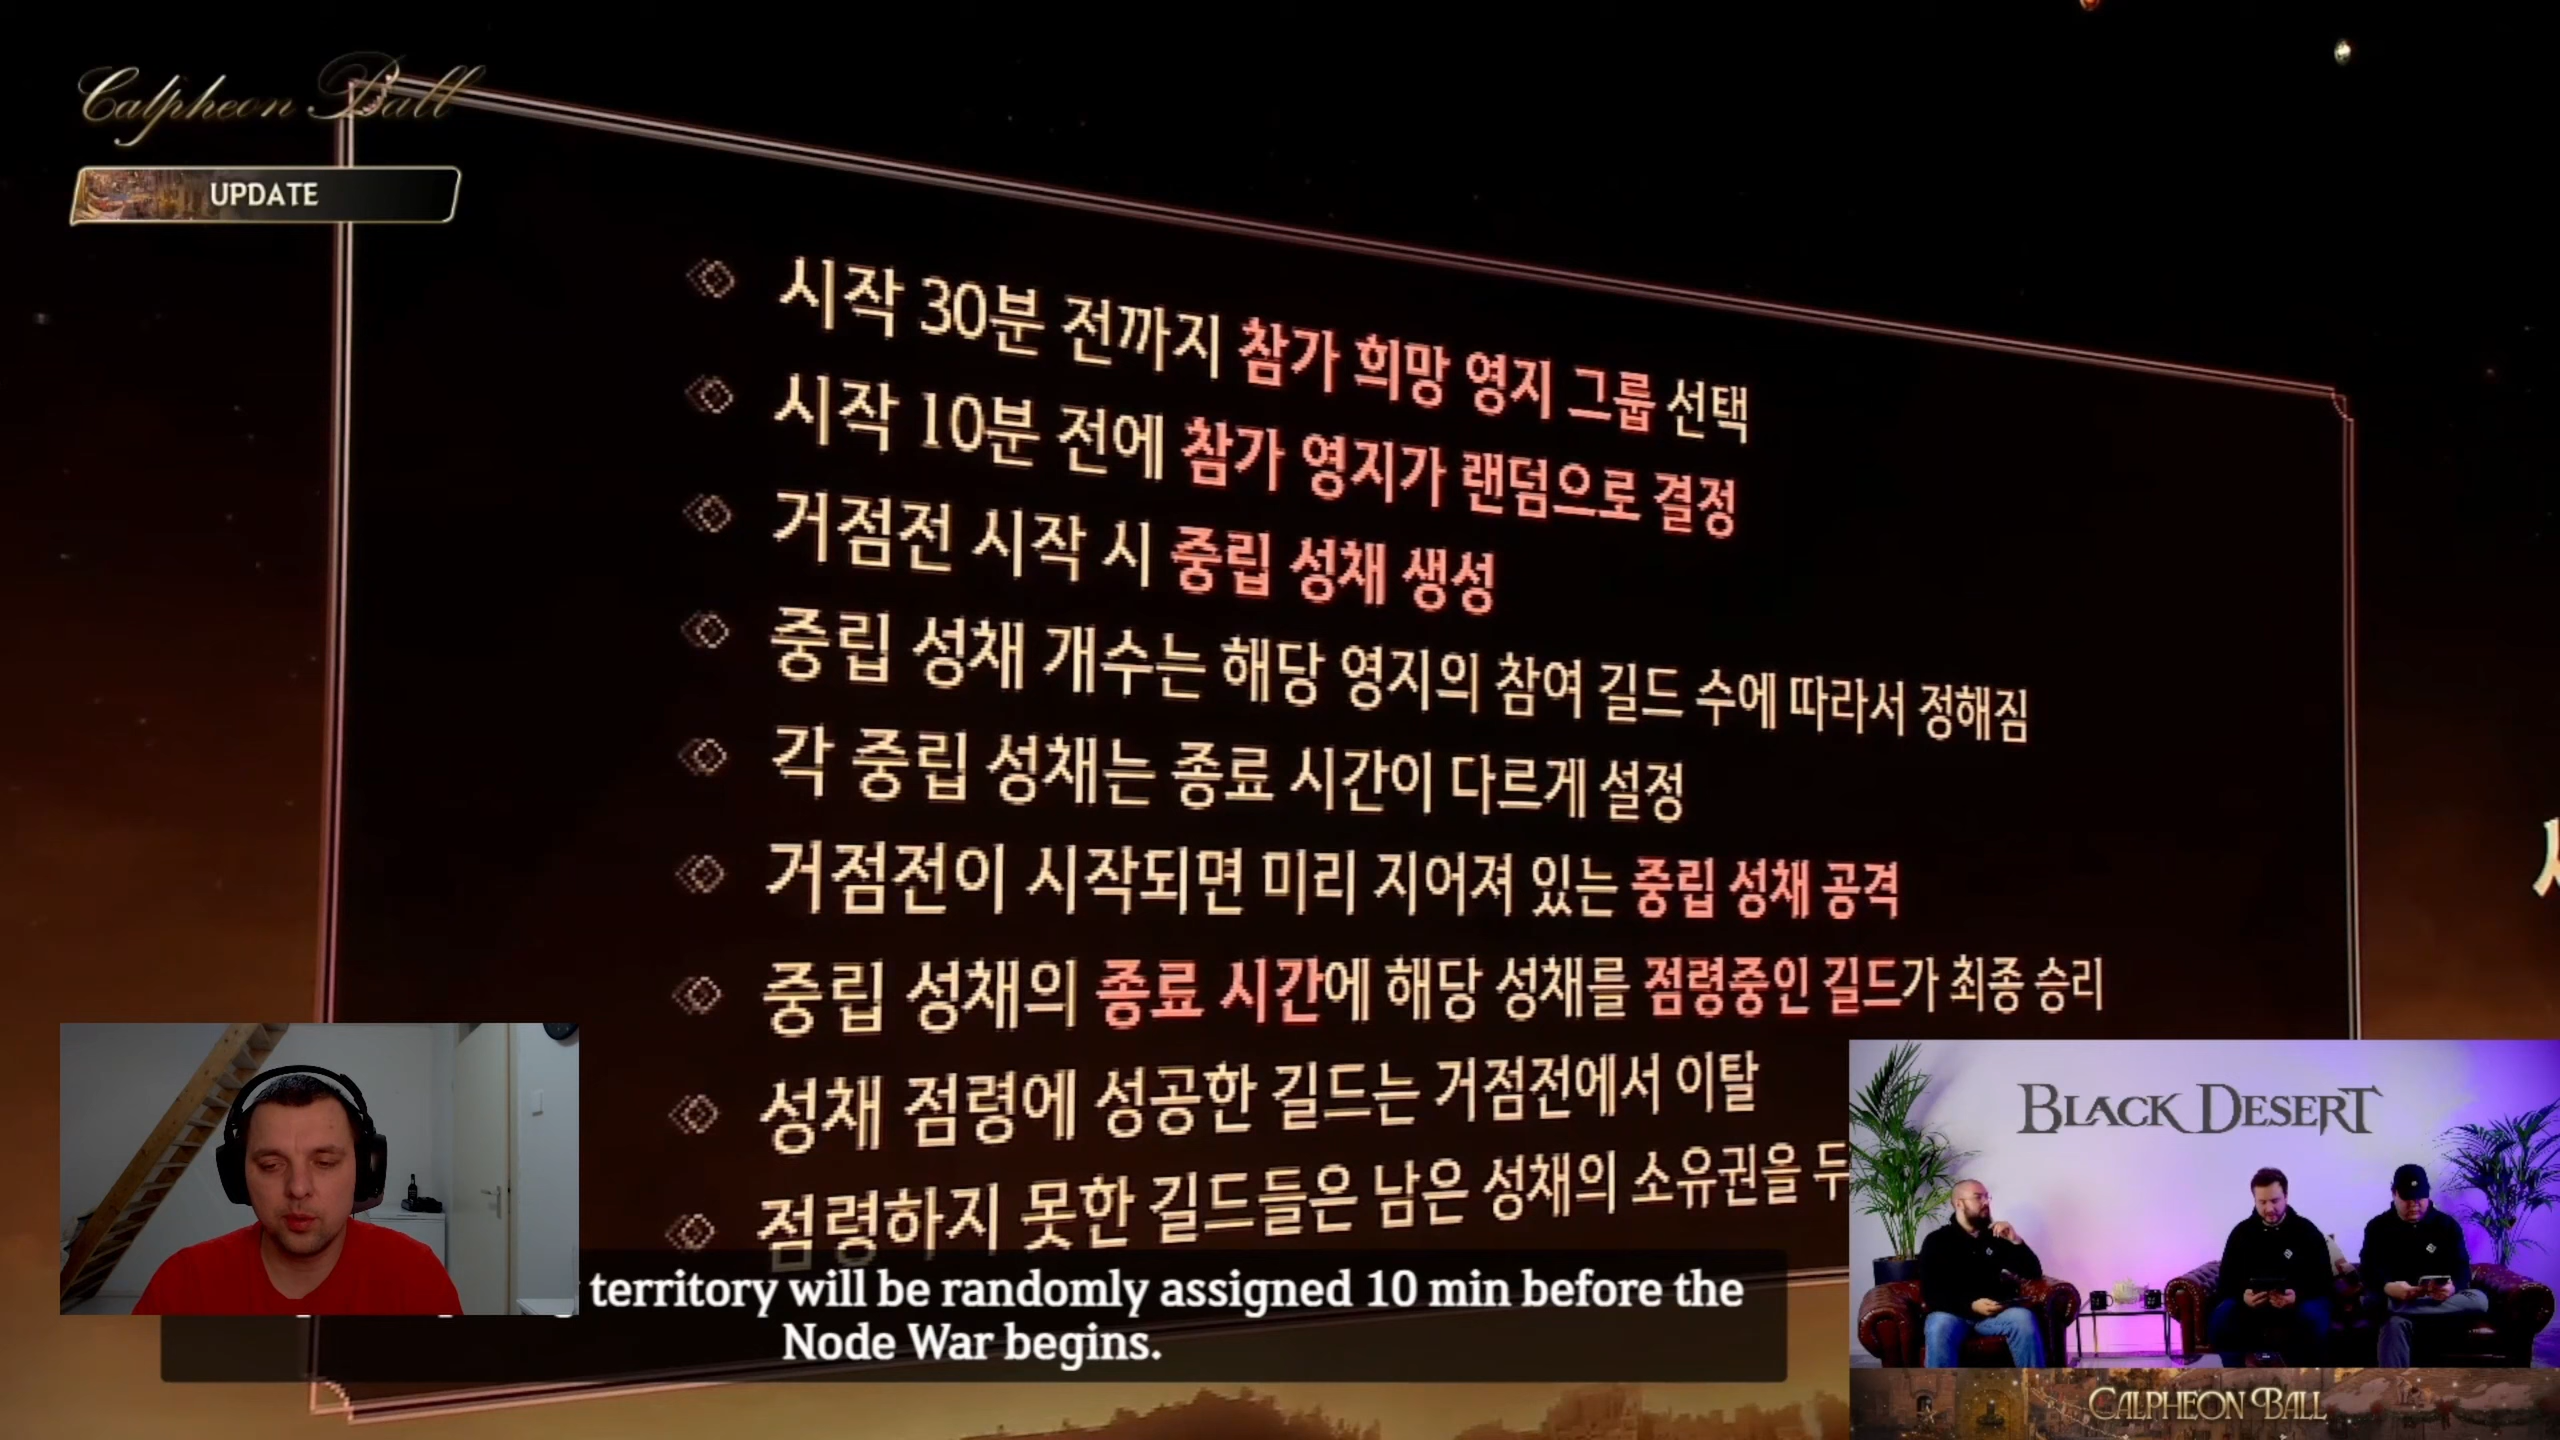 Calpheon Ball
UPDATE
시작 30분 전까지 참가 희망 영지 그룹 선택
시작 10분 전에 참가 영지가 랜덤으로 결정
거점전 시작 시 중립 성채 생성
중립 성채 개수는 해당 영지의 참여 길드 수에 따라서 정해짐
각 중립 성채는 종료 시간이 다르게 설정
거점전이 시작되면 미리 지어져 있는 중립 성채 공격
중립 성채의 종료 시간에 해당 성채를 점령중인 길드가 최종 승리
성채 점령에 성공한 길드는 거점전에서 이탈
점령하지 못한 길드들은 남은 성채의 소유권을 두
territory will be randomly assigned 10 min before the
Node War begins.
BLACK DESERT
CALPHEON BALL